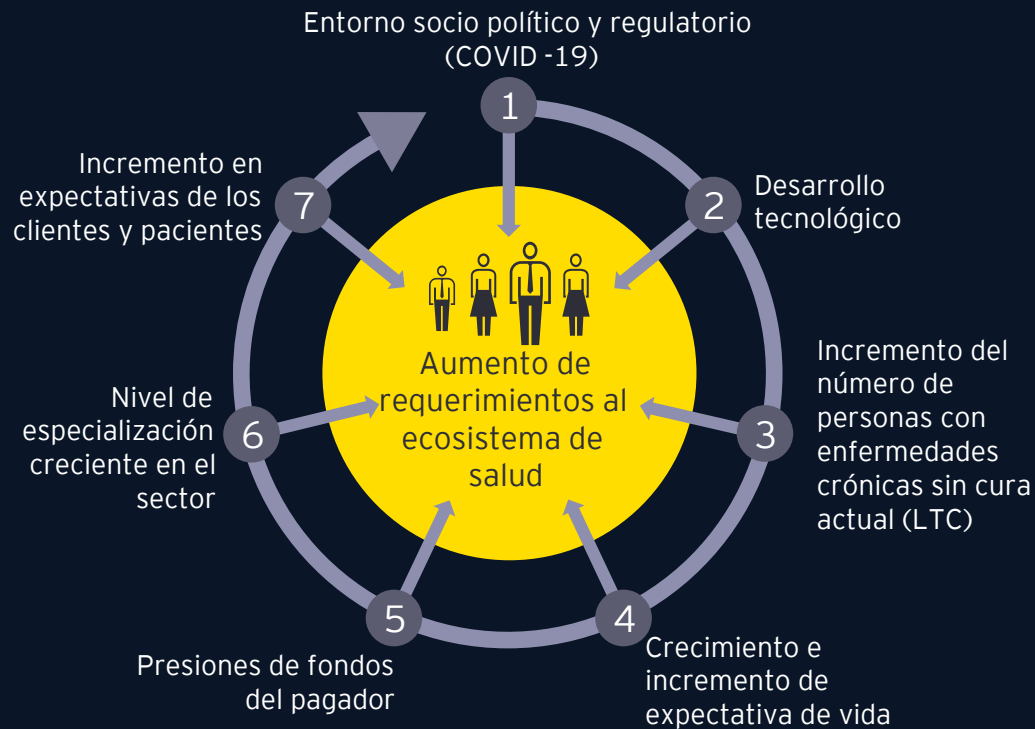 Entorno socio político y regulatorio
(COVID -19)
1
2
Desarrollo
tecnológico
3
Incremento del
número de
personas con
enfermedades
crónicas sin cura
actual (LTC)
4
Crecimiento e
incremento de
expectativa de vida
5
Presiones de fondos
del pagador
6
Nivel de
especialización
creciente en el
sector
7
Incremento en
expectativas de los
clientes y pacientes
Aumento de
requerimientos al
ecosistema de
salud